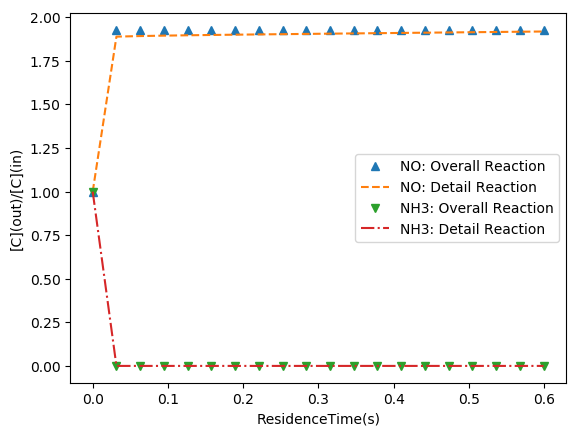 2.00
1.75
1.50
1.25
1.00
0.75
0.50
0.25
0.00
[C](out)/[C](in)
NO: Overall Reaction
NO: Detail Reaction
NH3: Overall Reaction
NH3: Detail Reaction
0.0 0.1 0.2 0.3 0.4 0.5 0.6
ResidenceTime(s)